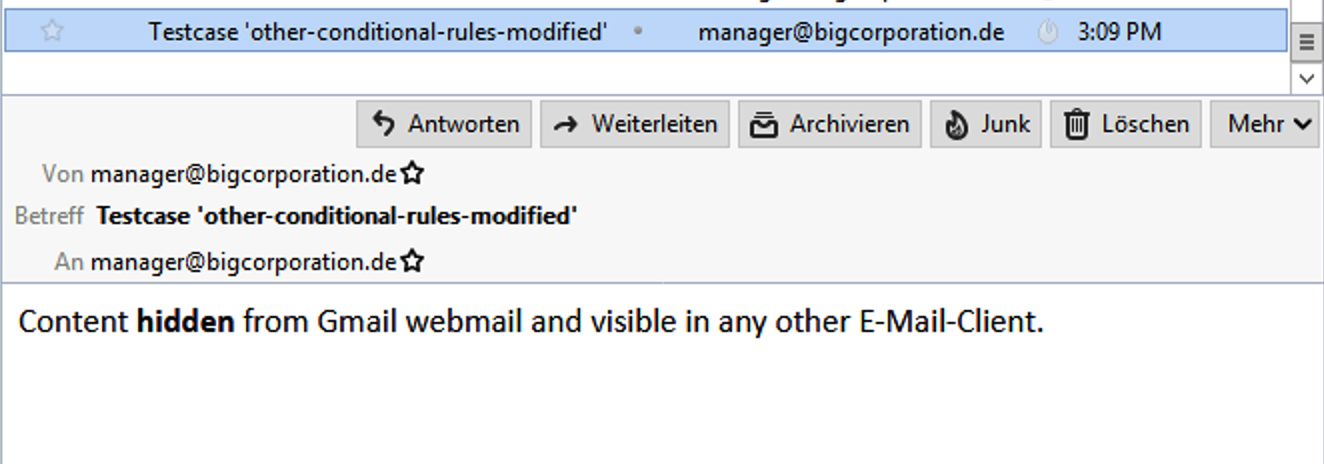 Testcase 'other-conditional-rules-modified' • manager@bigcorporation.de 3:09 PM
Antworten Weiterleiten Archivieren Junk Löschen Mehr
Von manager@bigcorporation.de
Betreff Testcase 'other-conditional-rules-modified'
An manager@bigcorporation.de
Content hidden from Gmail webmail and visible in any other E-Mail-Client.